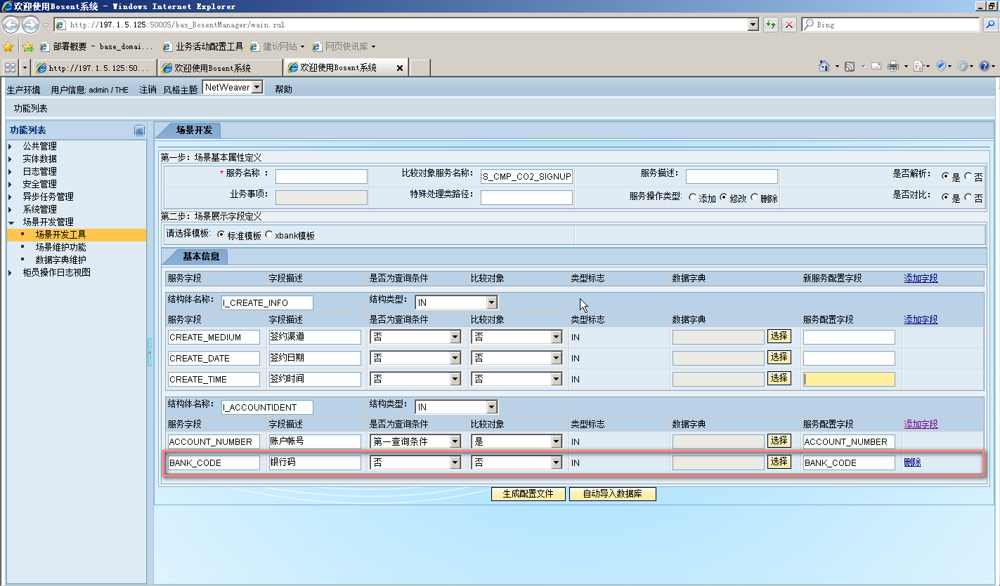 欢迎使用Bosent系统 - Windows Internet Explorer
http://197.1.5.125:50005/bas_BosentManager/main.zul
Bing
部署概要 - base_domai... 业务活动配置工具 建议网站 网页快讯库
http://197.1.5.125:50... 欢迎使用Bosent系统 欢迎使用Bosent系统
生产环境 用户信息: admin / THE 注销 风格主题: NetWeaver 帮助
功能列表
功能列表
公共管理
实体数据
日志管理
安全管理
异步任务管理
系统管理
场景开发管理
场景开发工具
场景维护功能
数据字典维护
柜员操作日志视图
场景开发
第一步：场景基本属性定义
* 服务名称 ： 比较对象服务名称： S_CMP_CO2_SIGNUP 服务描述： 是否解析： 是 否
业务事项： 特殊处理类路径： 服务操作类型: 添加 修改 删除 是否对比： 是 否
第二步：场景展示字段定义
请选择模板: 标准模板 xbank模板
基本信息
服务字段 字段描述 是否为查询条件 比较对象 类型标志 数据字典 新服务配置字段 添加字段
结构体名称： I_CREATE_INFO 结构类型： IN
服务字段 字段描述 是否为查询条件 比较对象 类型标志 数据字典 服务配置字段 添加字段
CREATE_MEDIUM 签约渠道 否 否 IN 选择
CREATE_DATE 签约日期 否 否 IN 选择
CREATE_TIME 签约时间 否 否 IN 选择
结构体名称： I_ACCOUNTIDENT 结构类型： IN
服务字段 字段描述 是否为查询条件 比较对象 类型标志 数据字典 服务配置字段 添加字段
ACCOUNT_NUMBER 账户帐号 第一查询条件 是 IN 选择 ACCOUNT_NUMBER
BANK_CODE 银行码 否 否 IN 选择 BANK_CODE 删除
生成配置文件 自动导入数据库